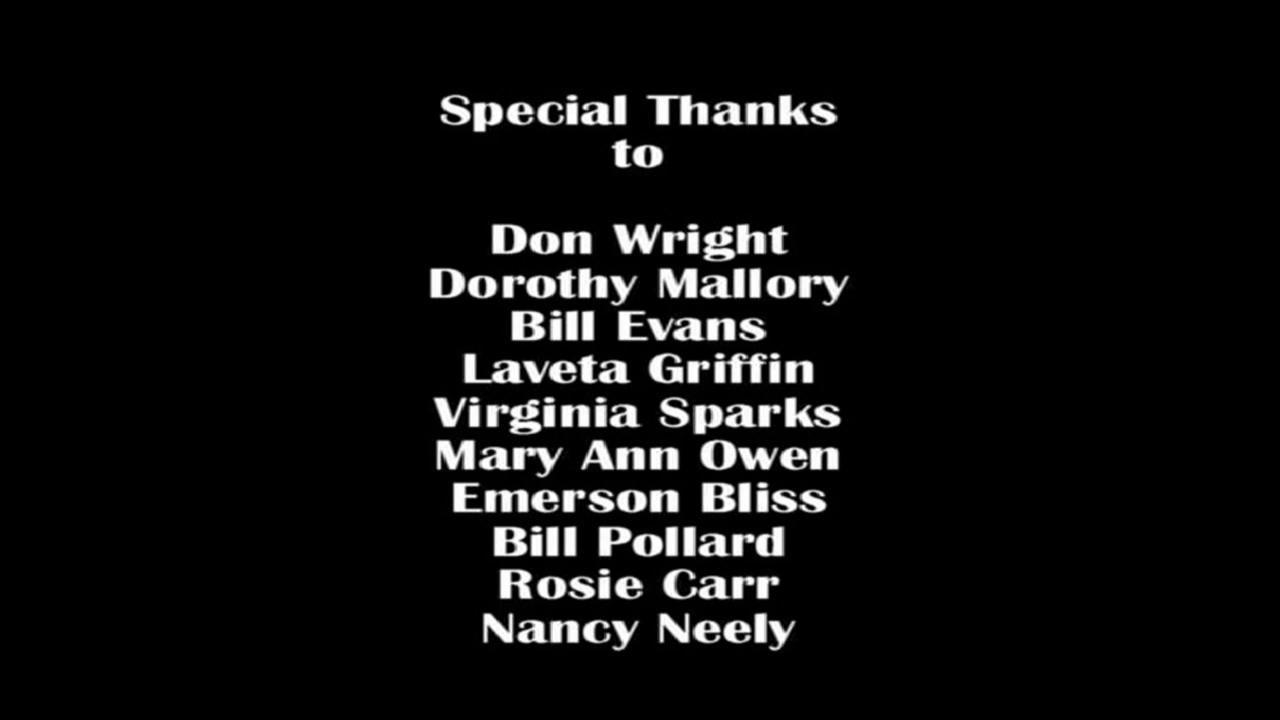 Special Thanks
to
Don Wright
Dorothy Mallory
Bill Evans
Laveta Griffin
Virginia Sparks
Mary Ann Owen
Emerson Bliss
Bill Pollard
Rosie Carr
Nancy Neely